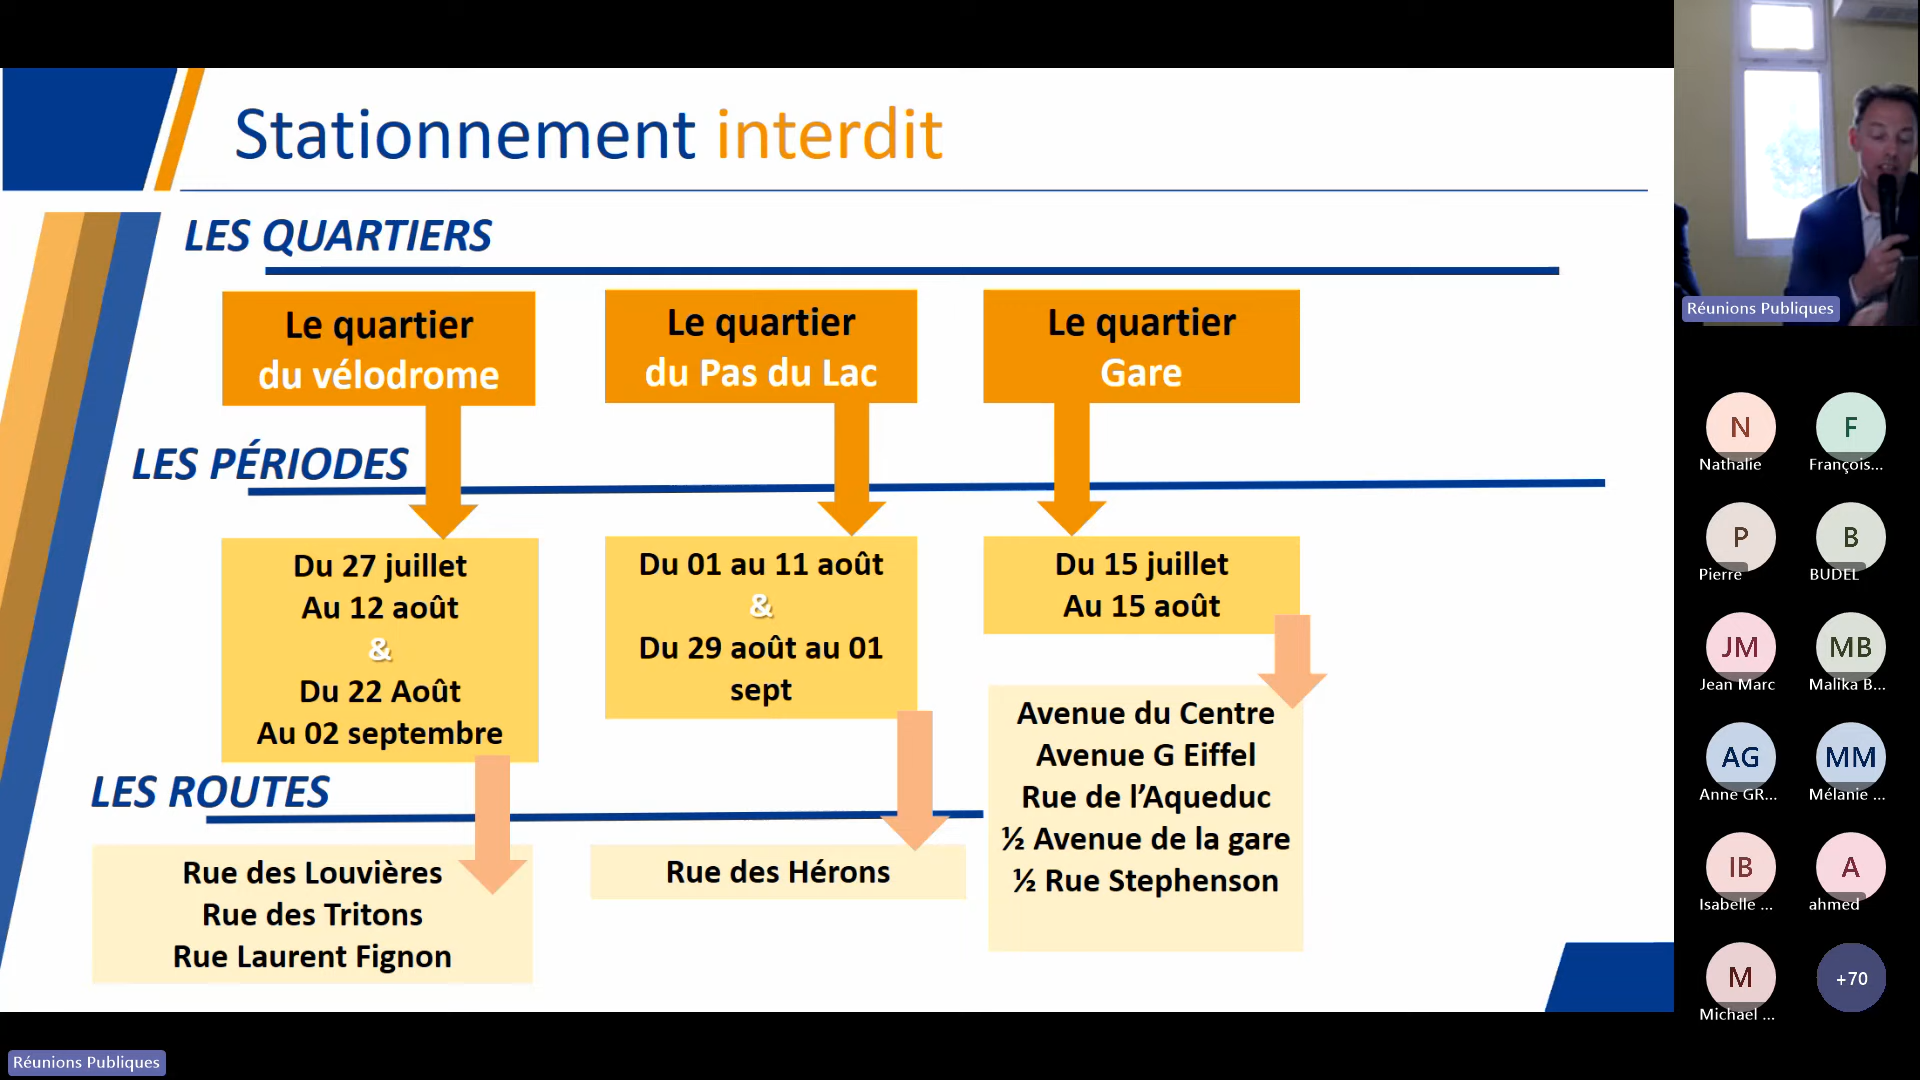 Stationnement interdit
LES QUARTIERS
Le quartier
du vélodrome
Le quartier
du Pas du Lac
Le quartier
Gare
LES PÉRIODES
Du 27 juillet
Au 12 août
&
Du 22 Août
Au 02 septembre
Du 01 au 11 août
&
Du 29 août au 01
sept
Du 15 juillet
Au 15 août
LES ROUTES
Rue des Louvières
Rue des Tritons
Rue Laurent Fignon
Rue des Hérons
Avenue du Centre
Avenue G Eiffel
Rue de l’Aqueduc
½ Avenue de la gare
½ Rue Stephenson
Réunions Publiques
N
Nathalie
F
François...
P
Pierre
B
BUDEL
JM
Jean Marc
MB
Malika B...
AG
Anne GR...
MM
Mélanie ...
IB
Isabelle ...
A
ahmed
M
Michael ...
+70
Réunions Publiques